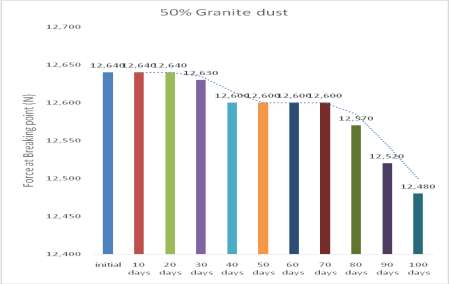 50% Granite dust
Force at Breaking point (N)
12,700
12,650
12,600
12,550
12,500
12,450
12,400
12,640
12,640
12,640
12,630
12,600
12,600
12,600
12,600
12,570
12,520
12,480
initial
10 days
20 days
30 days
40 days
50 days
60 days
70 days
80 days
90 days
100 days